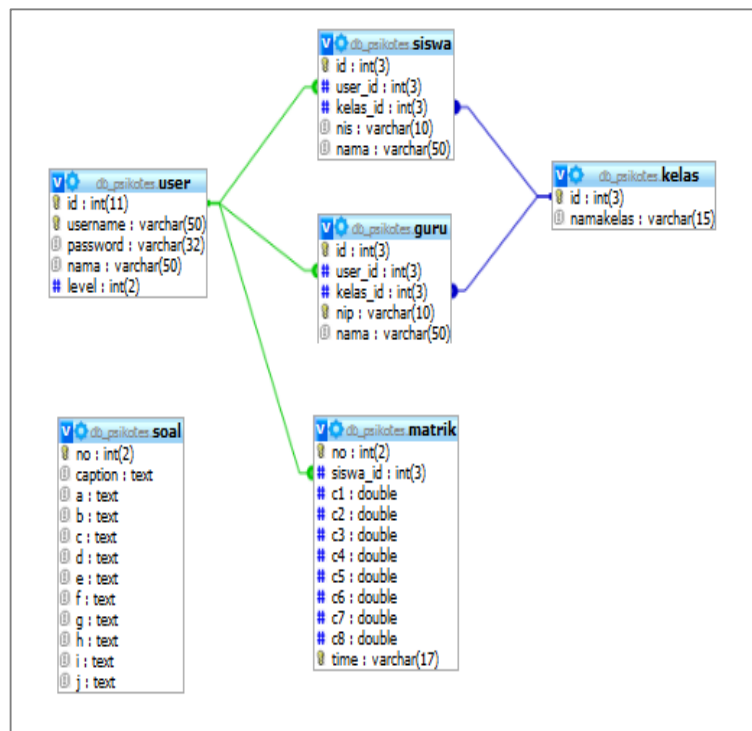 db_psikotes.siswa
id : int(3)
user_id : int(3)
kelas_id : int(3)
nis : varchar(10)
nama : varchar(50)
db_psikotes.user
id : int(11)
username : varchar(50)
password : varchar(32)
nama : varchar(50)
level : int(2)
db_psikotes.guru
id : int(3)
user_id : int(3)
kelas_id : int(3)
nip : varchar(10)
nama : varchar(50)
db_psikotes.kelas
id : int(3)
namakelas : varchar(15)
db_psikotes.soal
no : int(2)
caption : text
a : text
b : text
c : text
d : text
e : text
f : text
g : text
h : text
i : text
j : text
db_psikotes.matrik
no : int(2)
siswa_id : int(3)
c1 : double
c2 : double
c3 : double
c4 : double
c5 : double
c6 : double
c7 : double
c8 : double
time : varchar(17)